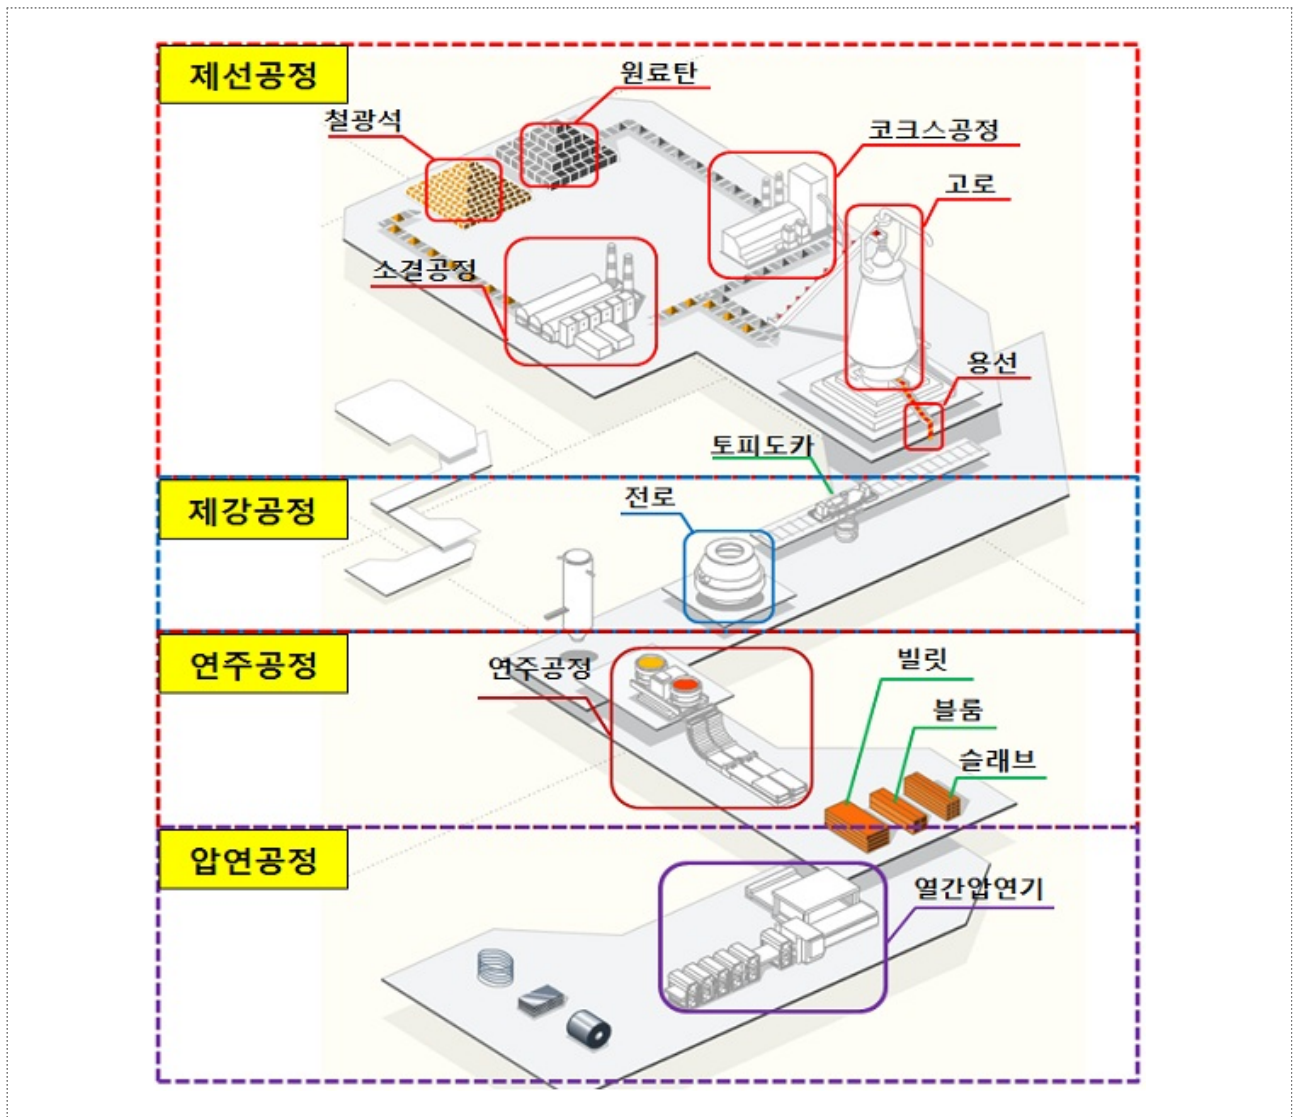 제선공정
원료탄
철광석
코크스공정
고로
소결공정
용선
토피도카
제강공정
전로
연주공정
연주공정
빌릿
블룸
슬래브
압연공정
열간압연기